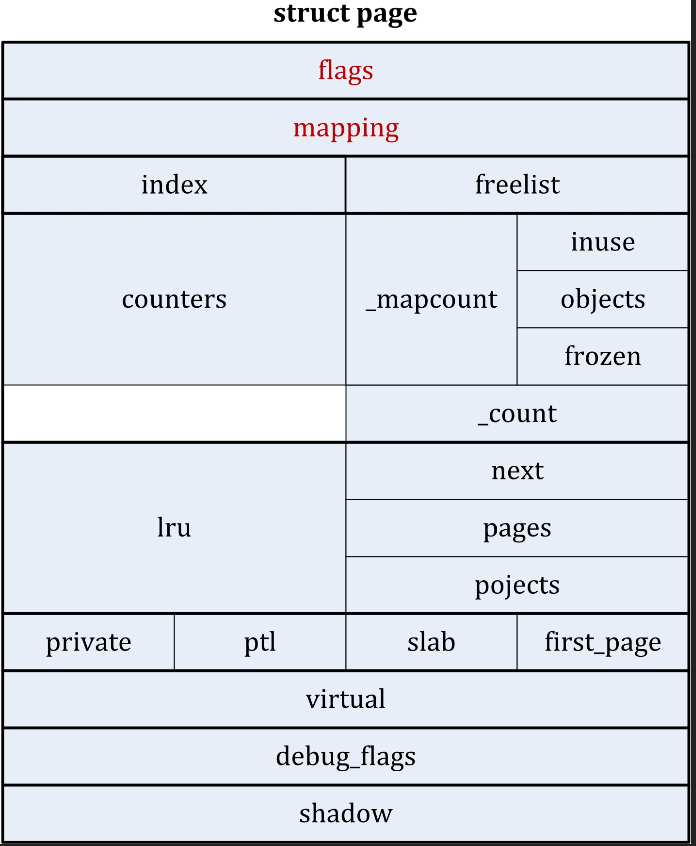 struct page
flags
mapping
index freelist
inuse
counters _mapcount objects
frozen
_count
next
lru pages
pojects
private ptl slab first_page
virtual
debug_flags
shadow